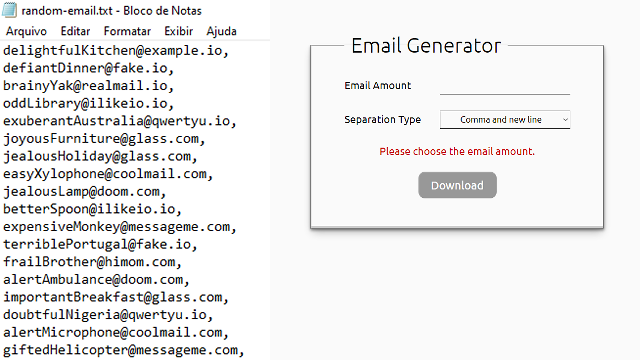 random-email.txt - Bloco de Notas
Arquivo Editar Formatar Exibir Ajuda
delightfulKitchen@example.io,
defiantDinner@fake.io,
brainyYak@realmail.io,
oddLibrary@ilikeio.io,
exuberantAustralia@qwertyu.io,
joyousFurniture@glass.com,
jealousHoliday@glass.com,
easyXylophone@coolmail.com,
jealousLamp@doom.com,
betterSpoon@ilikeio.io,
expensiveMonkey@messageme.com,
terriblePortugal@fake.io,
frailBrother@himom.com,
alertAmbulance@doom.com,
importantBreakfast@glass.com,
doubtfulNigeria@qwertyu.io,
alertMicrophone@coolmail.com,
giftedHelicopter@messageme.com,
Email Generator
Email Amount
Separation Type Comma and new line
Please choose the email amount.
Download